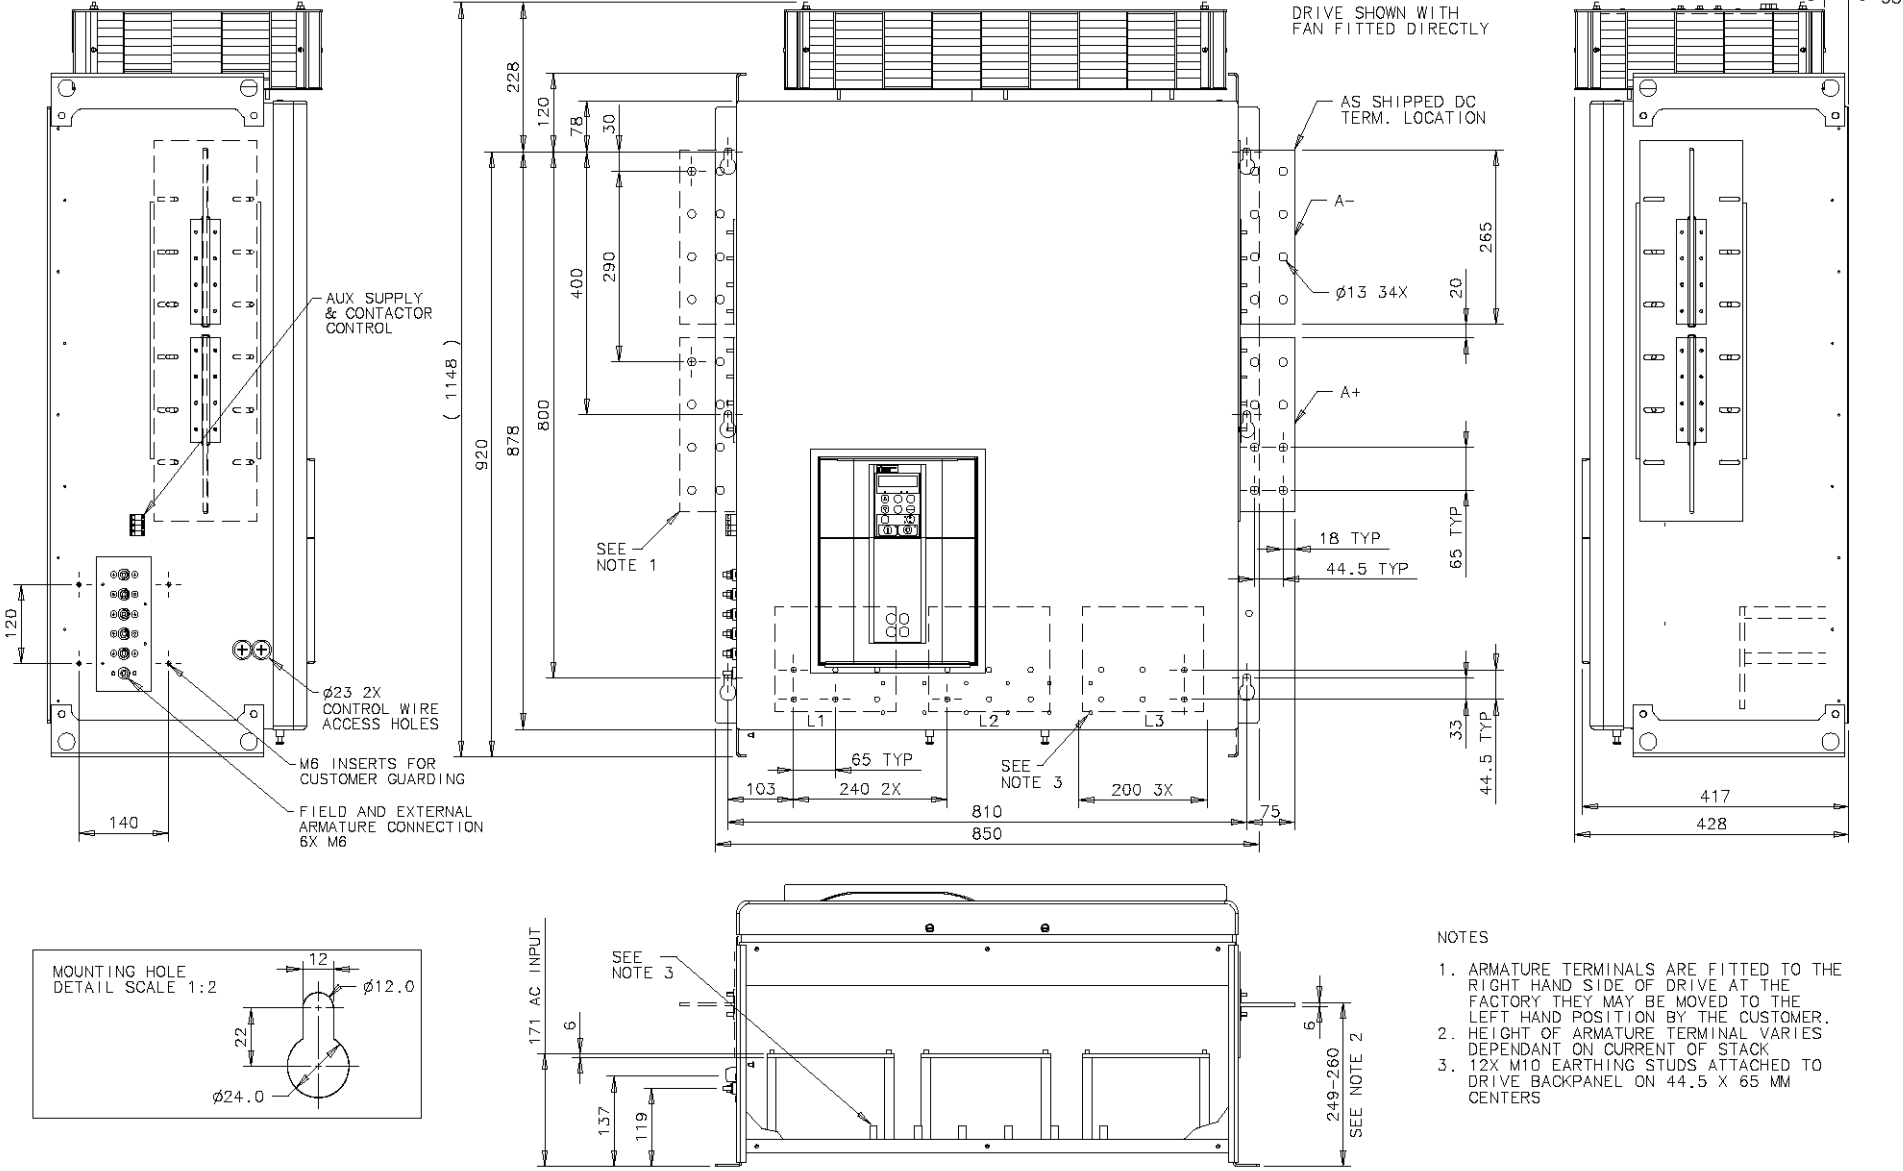 DRIVE SHOWN WITH
FAN FITTED DIRECTLY
228
120
78
30
AS SHIPPED DC
TERM. LOCATION
A-
265
290
400
ø13 34X
20
AUX SUPPLY
& CONTACTOR
CONTROL
( 1148 )
920
878
800
A+
65 TYP
18 TYP
44.5 TYP
SEE
NOTE 1
120
ø23 2X
CONTROL WIRE
ACCESS HOLES
M6 INSERTS FOR
CUSTOMER GUARDING
FIELD AND EXTERNAL
ARMATURE CONNECTION
6X M6
140
L1
L2
L3
33
44.5 TYP
65 TYP
SEE
NOTE 3
103
240 2X
200 3X
810
75
850
417
428
MOUNTING HOLE
DETAIL SCALE 1:2
12
ø12.0
22
ø24.0
171 AC INPUT
6
SEE
NOTE 3
137
119
6
249-260
SEE NOTE 2
NOTES
1. ARMATURE TERMINALS ARE FITTED TO THE
RIGHT HAND SIDE OF DRIVE AT THE
FACTORY THEY MAY BE MOVED TO THE
LEFT HAND POSITION BY THE CUSTOMER.
2. HEIGHT OF ARMATURE TERMINAL VARIES
DEPENDANT ON CURRENT OF STACK
3. 12X M10 EARTHING STUDS ATTACHED TO
DRIVE BACKPANEL ON 44.5 X 65 MM
CENTERS